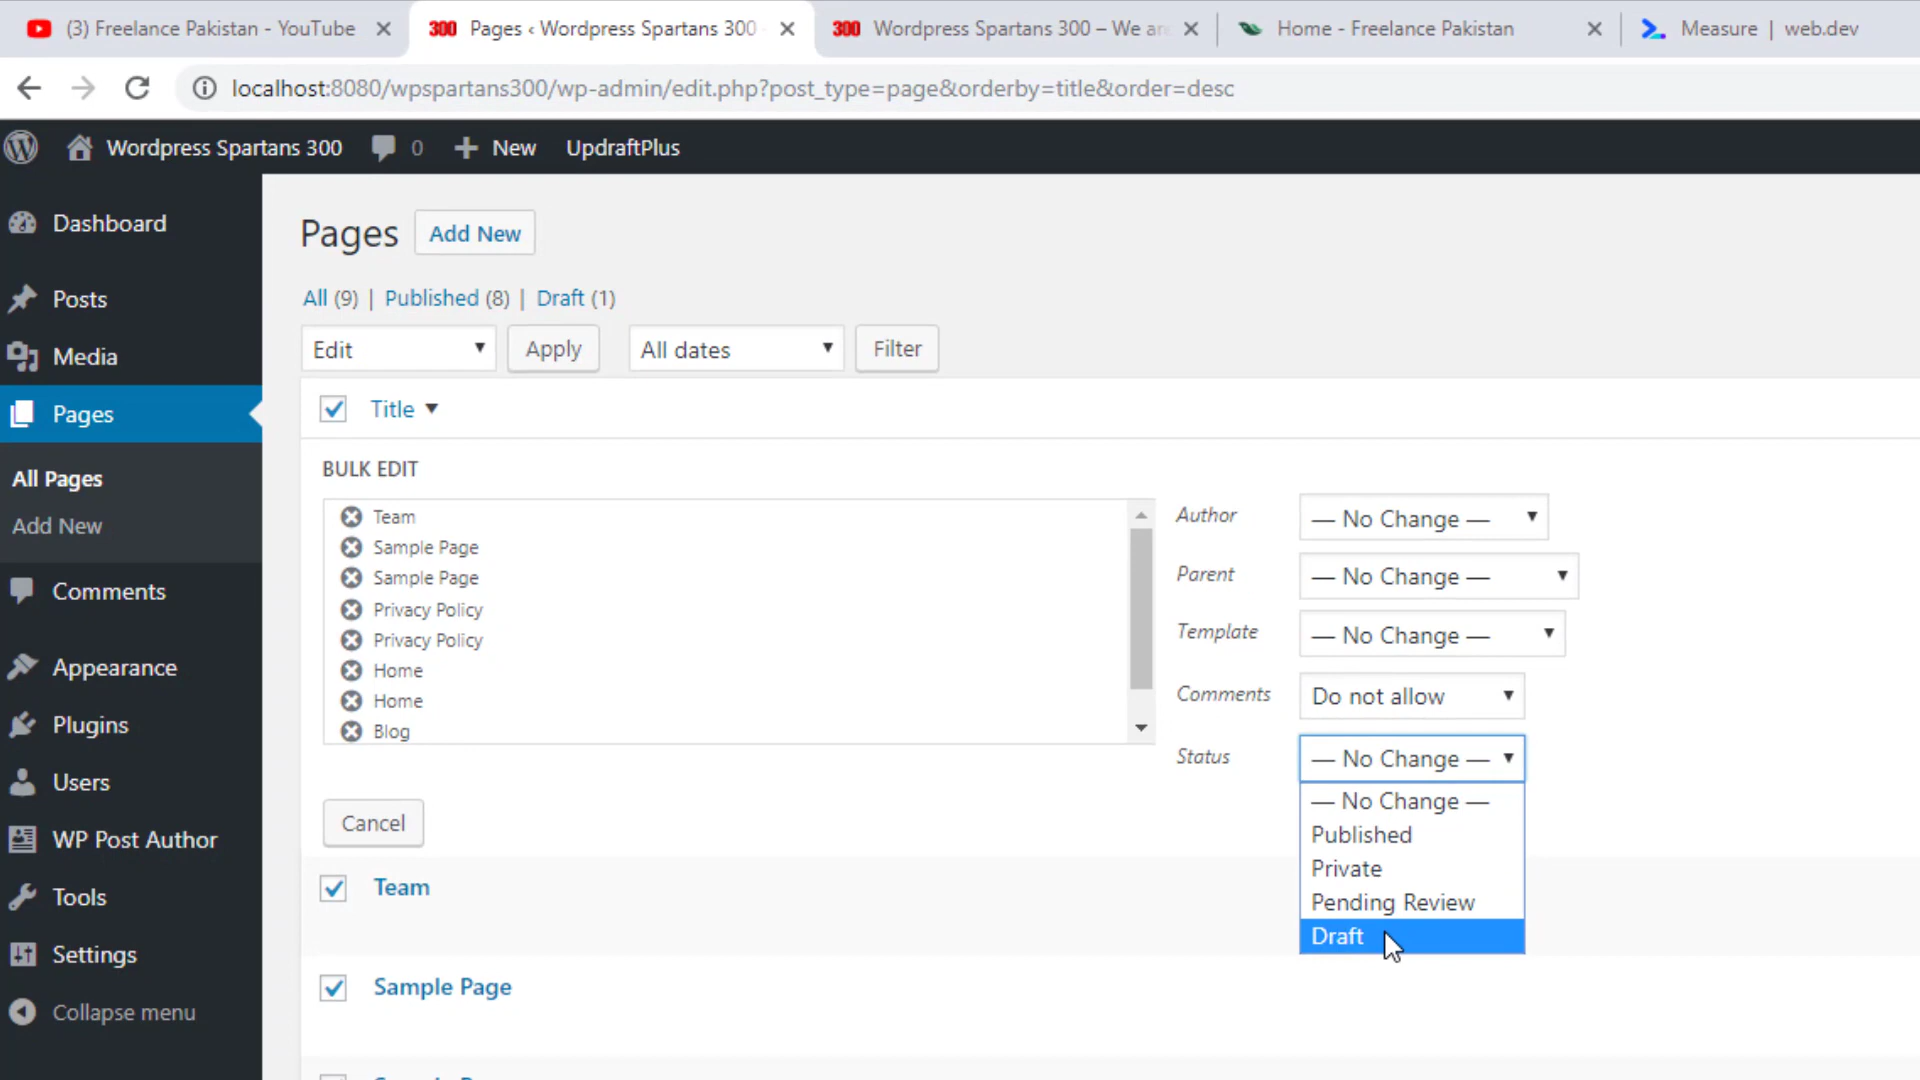 (3) Freelance Pakistan - YouTube
300 Pages ‹ Wordpress Spartans 300 -
300 Wordpress Spartans 300 – We an
Home - Freelance Pakistan
Measure | web.dev
localhost:8080/wpspartans300/wp-admin/edit.php?post_type=page&orderby=title&order=desc
Wordpress Spartans 300 0 New UpdraftPlus
Dashboard
Posts
Media
Pages
All Pages
Add New
Comments
Appearance
Plugins
Users
WP Post Author
Tools
Settings
Collapse menu
Pages Add New
All (9) | Published (8) | Draft (1)
Edit Apply All dates Filter
Title
BULK EDIT
Team
Sample Page
Sample Page
Privacy Policy
Privacy Policy
Home
Home
Blog
Author — No Change —
Parent — No Change —
Template — No Change —
Comments Do not allow
Status — No Change —
— No Change —
Published
Private
Pending Review
Draft
Cancel
Team
Sample Page